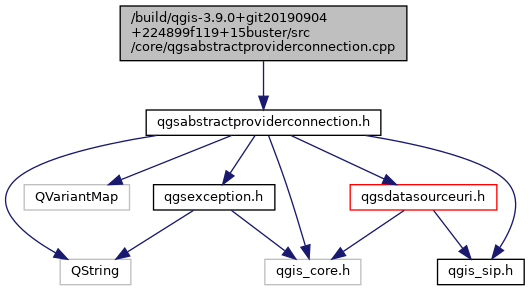 /build/qgis-3.9.0+git20190904
+224899f119+15buster/src
/core/qgsabstractproviderconnection.cpp
qgsabstractproviderconnection.h
QVariantMap
qgsexception.h
qgsdatasourceuri.h
QString
qgis_core.h
qgis_sip.h